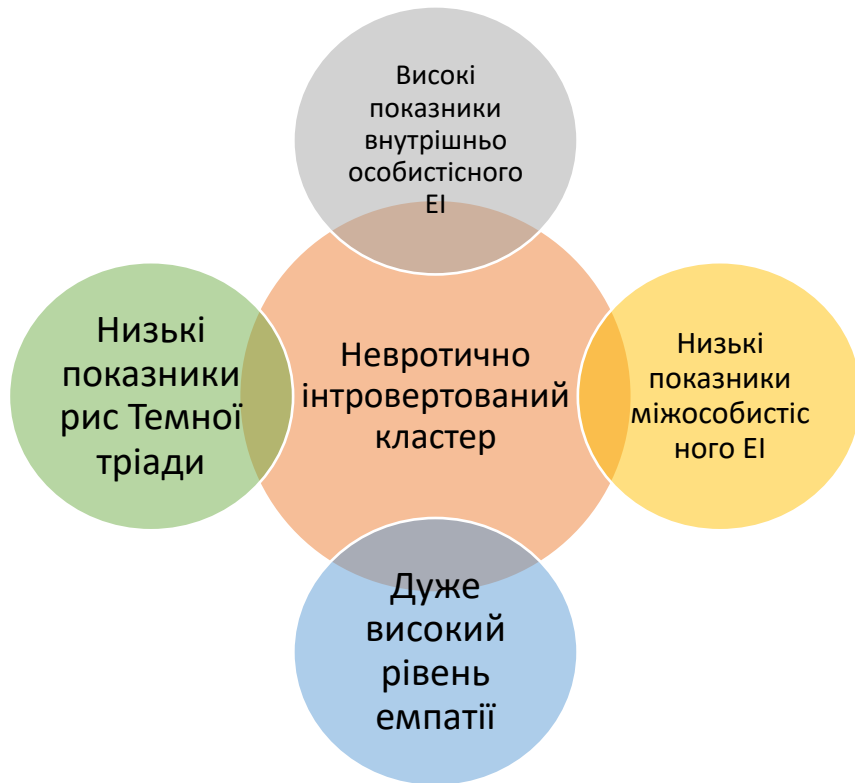 Високі
показники
внутрішньо
особистісного
ЕІ
Низькі
показники
рис Темної
тріади
Невротично
інтровертований
кластер
Низькі
показники
міжособистіс
ного ЕІ
Дуже
високий
рівень
емпатії